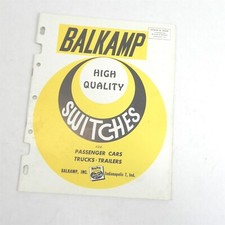 BALKAMP
HIGH
QUALITY
SWITCHES
FOR
PASSENGER CARS
TRUCKS - TRAILERS
BALKAMP, INC. Indianapolis 7, Ind.